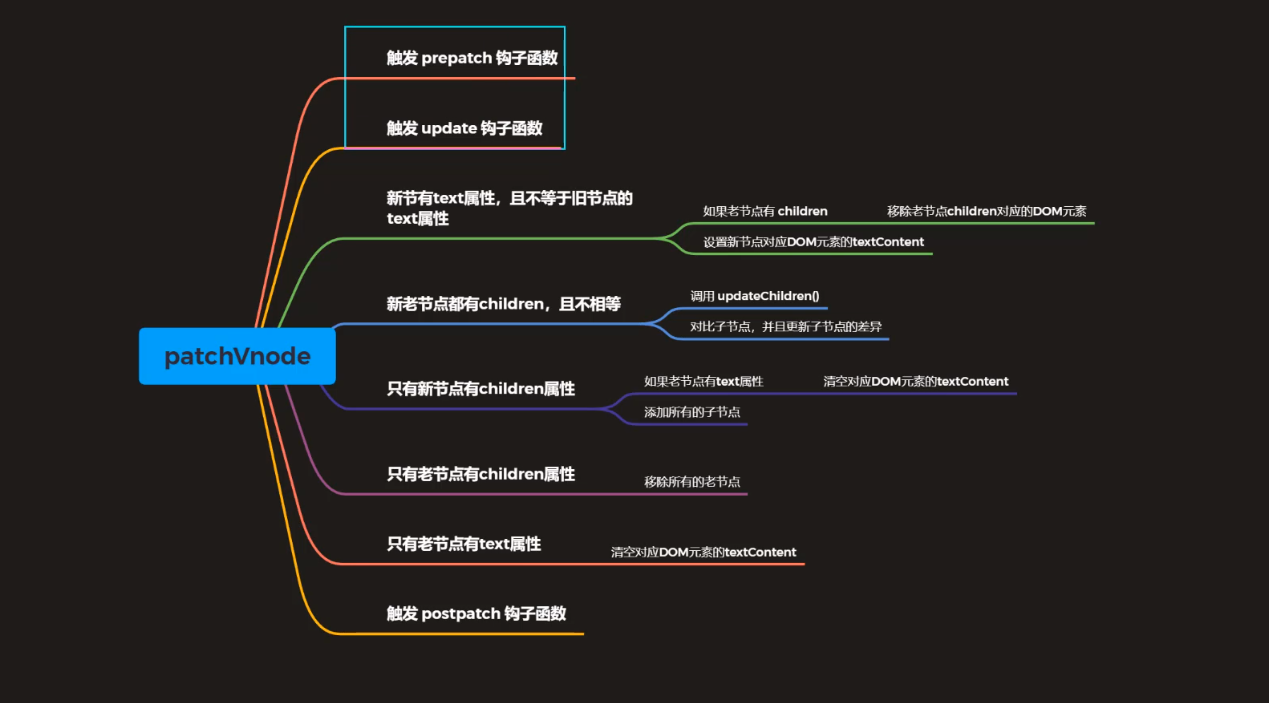 触发 prepatch 钩子函数
触发 update 钩子函数
新节有text属性，且不等于旧节点的
text属性
如果老节点有 children
移除老节点children对应的DOM元素
设置新节点对应DOM元素的textContent
新老节点都有children，且不相等
调用 updateChildren()
对比子节点，并且更新子节点的差异
patchVnode
只有新节点有children属性
如果老节点有text属性
清空对应DOM元素的textContent
添加所有的子节点
只有老节点有children属性
移除所有的老节点
只有老节点有text属性
清空对应DOM元素的textContent
触发 postpatch 钩子函数